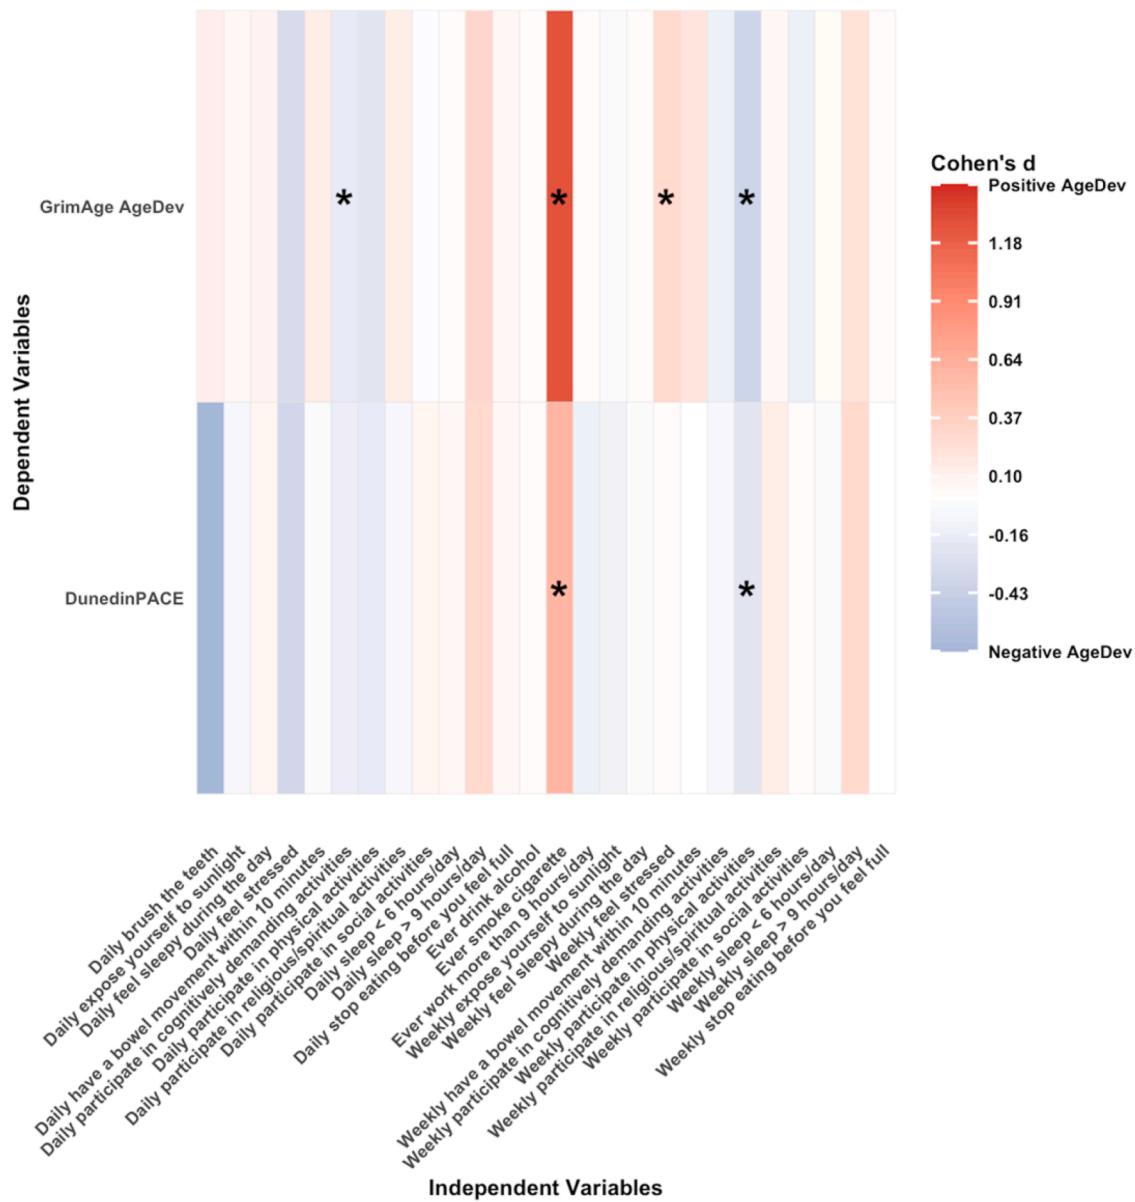 GrimAge AgeDev
DunedinPACE
Dependent Variables
*
*
*
*
*
*
Cohen's d
Positive AgeDev
1.18
0.91
0.64
0.37
0.10
-0.16
-0.43
Negative AgeDev
Daily brush the teeth
Daily expose yourself to sunlight
Daily feel sleepy during the day
Daily feel stressed
Daily have a bowel movement within 10 minutes
Daily participate in cognitively demanding activities
Daily participate in physical activities
Daily participate in religious/spiritual activities
Daily participate in social activities
Daily sleep < 6 hours/day
Daily sleep > 9 hours/day
Daily stop eating before you feel full
Ever drink alcohol
Ever smoke cigarette
Ever work more than 9 hours/day
Weekly expose yourself to sunlight
Weekly feel sleepy during the day
Weekly feel stressed
Weekly have a bowel movement within 10 minutes
Weekly participate in cognitively demanding activities
Weekly participate in physical activities
Weekly participate in religious/spiritual activities
Weekly participate in social activities
Weekly sleep < 6 hours/day
Weekly sleep > 9 hours/day
Weekly stop eating before you feel full
Independent Variables